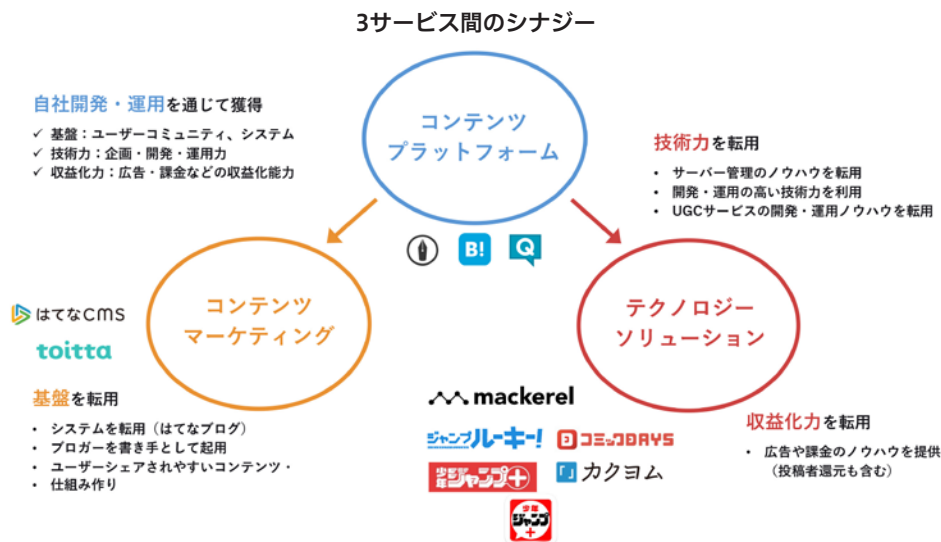 3サービス間のシナジー
自社開発・運用を通じて獲得
✓ 基盤：ユーザーコミュニティ、システム
✓ 技術力：企画・開発・運用力
✓ 収益化力：広告・課金などの収益化能力
コンテンツ
プラットフォーム
技術力を転用
• サーバー管理のノウハウを転用
• 開発・運用の高い技術力を利用
• UGCサービスの開発・運用ノウハウを転用
B!
Q
コンテンツ
マーケティング
テクノロジー
ソリューション
はてなCMS
toitta
基盤を転用
• システムを転用（はてなブログ）
• ブロガーを書き手として起用
• ユーザーシェアされやすいコンテンツ・
• 仕組み作り
mackerel
ジャンプルーキー!
コミックDAYS
少年ジャンプ+
「」カクヨム
少年
ジャンプ
+
収益化力を転用
• 広告や課金のノウハウを提供
（投稿者還元も含む）